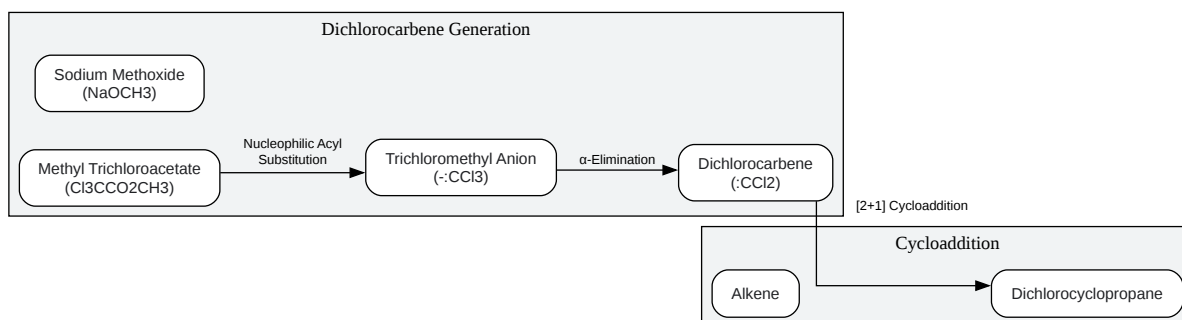 Dichlorocarbene Generation
Sodium Methoxide
(NaOCH3)
Methyl Trichloroacetate
(Cl3CCO2CH3)
Nucleophilic Acyl
Substitution
Trichloromethyl Anion
(-:CCl3)
α-Elimination
Dichlorocarbene
(:CCl2)
[2+1] Cycloaddition
Cycloaddition
Alkene
Dichlorocyclopropane